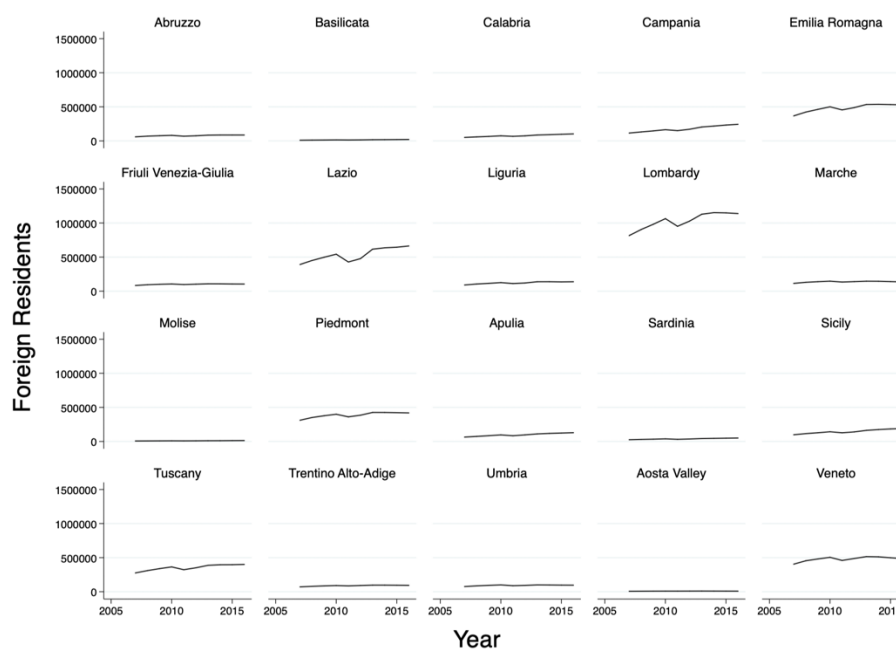 Abruzzo Basilicata Calabria Campania Emilia Romagna
1500000
1000000
500000
0
Friuli Venezia-Giulia Lazio Liguria Lombardy Marche
1500000
1000000
500000
0
Molise Piedmont Apulia Sardinia Sicily
1500000
1000000
500000
0
Tuscany Trentino Alto-Adige Umbria Aosta Valley Veneto
1500000
1000000
500000
0
2005 2010 2015 2005 2010 2015 2005 2010 2015 2005 2010 2015 2005 2010
Foreign Residents
Year